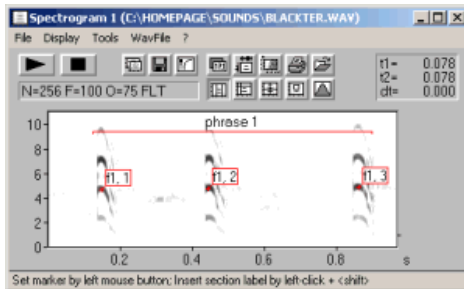 Spectrogram 1 (C:\HOMEPAGE\SOUNDS\BLACKTER.WAV)
File Display Tools WavFile ?
t1= 0.078
t2= 0.078
dt= 0.000
N=256 F=100 O=75 FLT
phrase 1
10
8
6
4
2
0
f1, 1
f1, 2
f1, 3
0.2 0.4 0.6 0.8 s
Set marker by left mouse button; Insert section label by left-click + <shift>